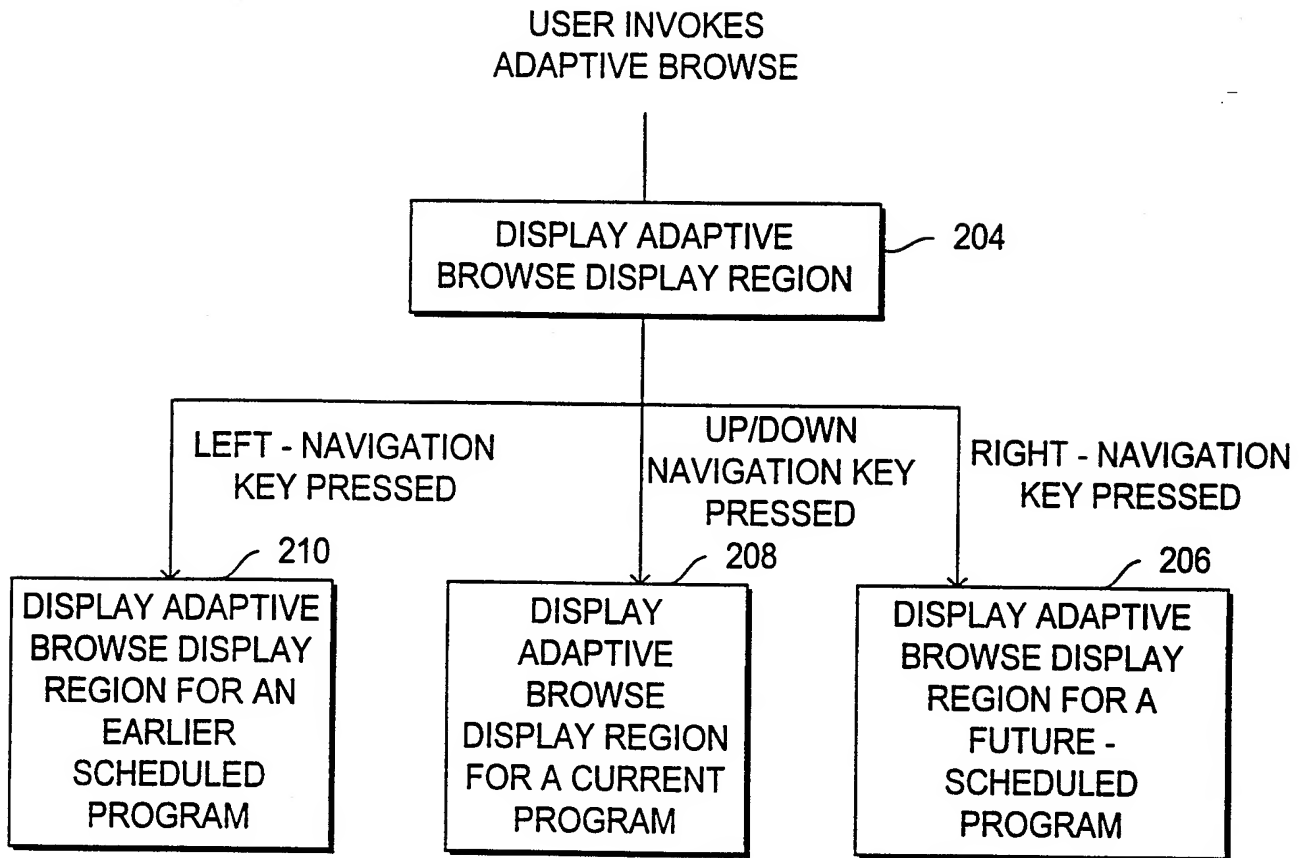 USER INVOKES
ADAPTIVE BROWSE
DISPLAY ADAPTIVE
BROWSE DISPLAY REGION
204
LEFT - NAVIGATION
KEY PRESSED
UP/DOWN
NAVIGATION KEY
PRESSED
RIGHT - NAVIGATION
KEY PRESSED
210
DISPLAY ADAPTIVE
BROWSE DISPLAY
REGION FOR AN
EARLIER
SCHEDULED
PROGRAM
208
DISPLAY
ADAPTIVE
BROWSE
DISPLAY REGION
FOR A CURRENT
PROGRAM
206
DISPLAY ADAPTIVE
BROWSE DISPLAY
REGION FOR A
FUTURE -
SCHEDULED
PROGRAM